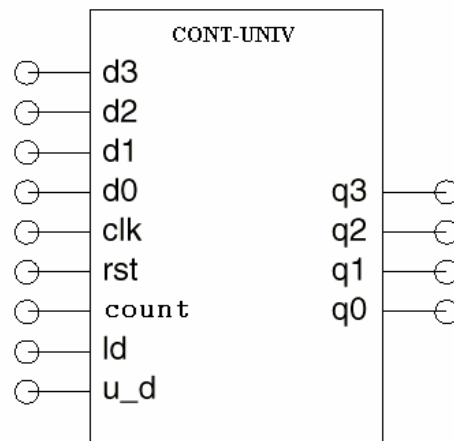 CONT-UNIV
d3
d2
d1
d0
clk
rst
count
ld
u_d
q3
q2
q1
q0